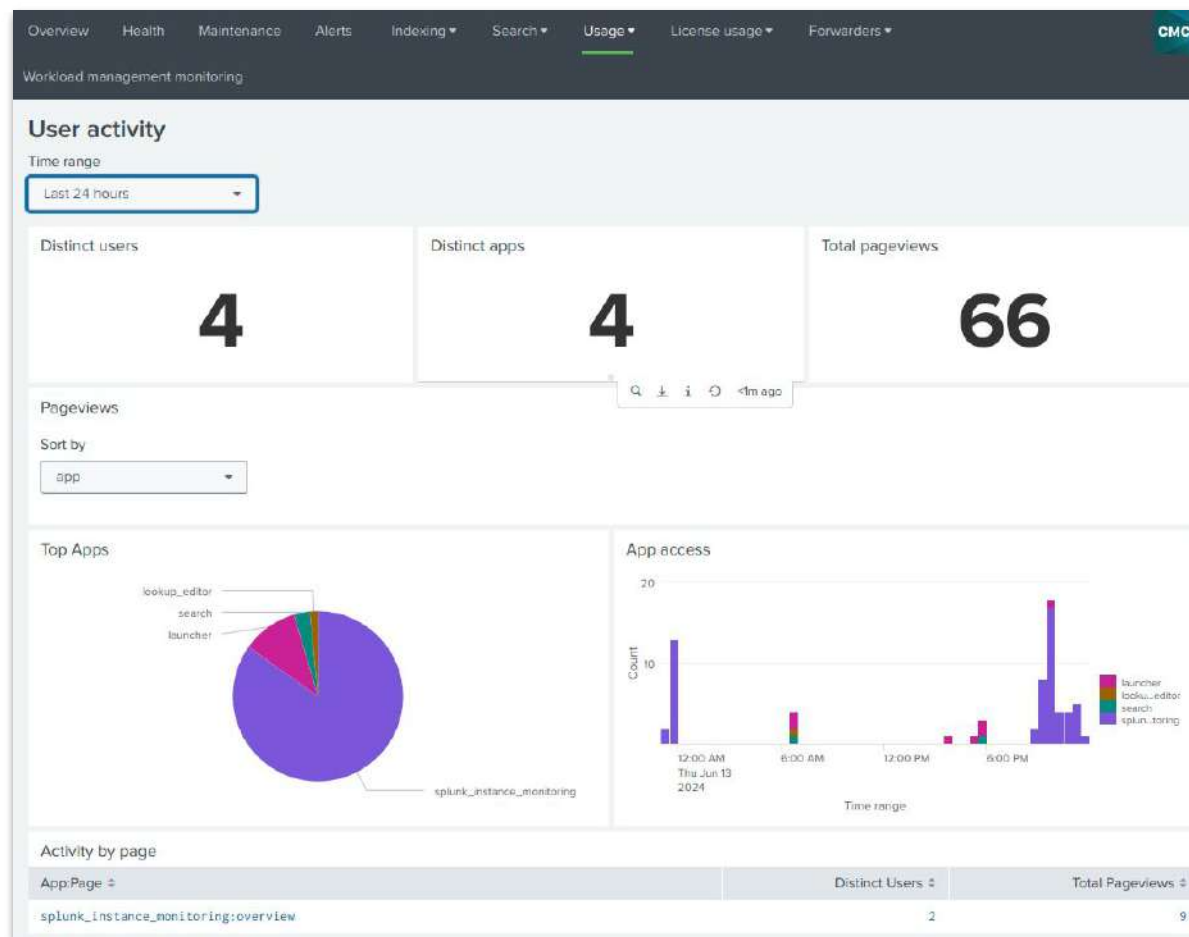 Overview Health Maintenance Alerts Indexing Search Usage License usage Forwarders CMC
Workload management monitoring
User activity
Time range
Last 24 hours
Distinct users Distinct apps Total pageviews
4 4 66
<1m ago
Pageviews
Sort by
app
Top Apps
lookup_editor
search
launcher
splunk_instance_monitoring
App access
20
10
Count
12:00 AM 6:00 AM 12:00 PM 6:00 PM
Thu Jun 13
2024
Time range
launcher
looku...editor
search
splun...toring
Activity by page
App:Page Distinct Users Total Pageviews
splunk_instance_monitoring:overview 2 9